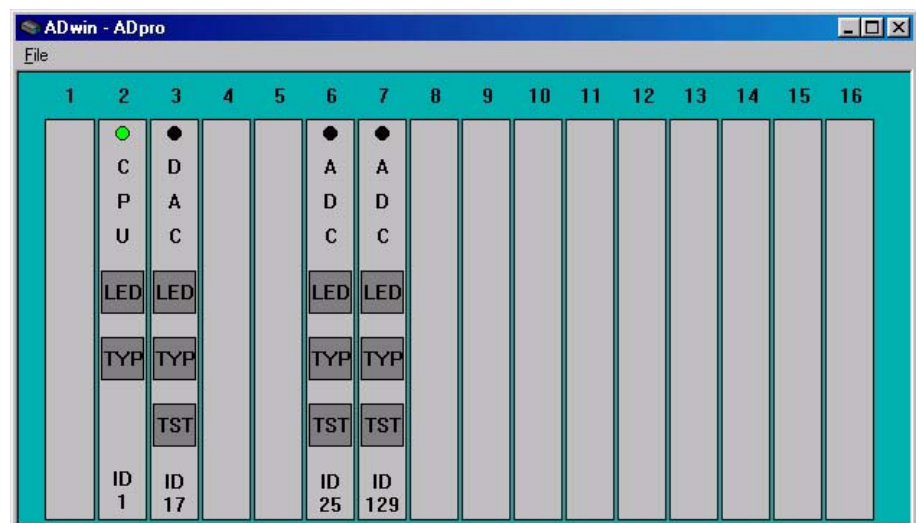 ADwin - ADpro
File
1 2 3 4 5 6 7 8 9 10 11 12 13 14 15 16
C D A A
P A D D
U C C C
LED LED LED LED
TYP TYP TYP TYP
TST TST TST
ID ID ID ID
1 17 25 129